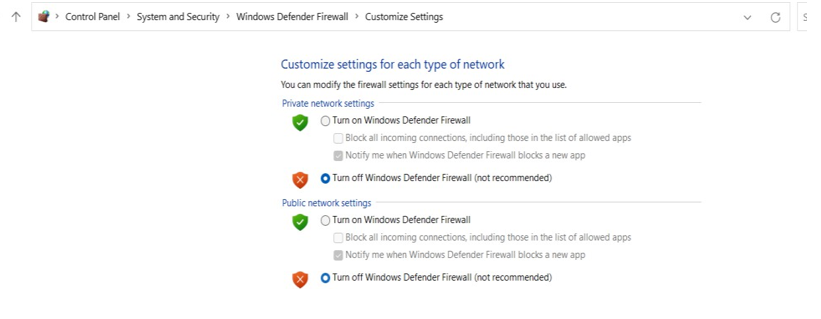 Control Panel > System and Security > Windows Defender Firewall > Customize Settings
Customize settings for each type of network
You can modify the firewall settings for each type of network that you use.
Private network settings
Turn on Windows Defender Firewall
Block all incoming connections, including those in the list of allowed apps
Notify me when Windows Defender Firewall blocks a new app
Turn off Windows Defender Firewall (not recommended)
Public network settings
Turn on Windows Defender Firewall
Block all incoming connections, including those in the list of allowed apps
Notify me when Windows Defender Firewall blocks a new app
Turn off Windows Defender Firewall (not recommended)